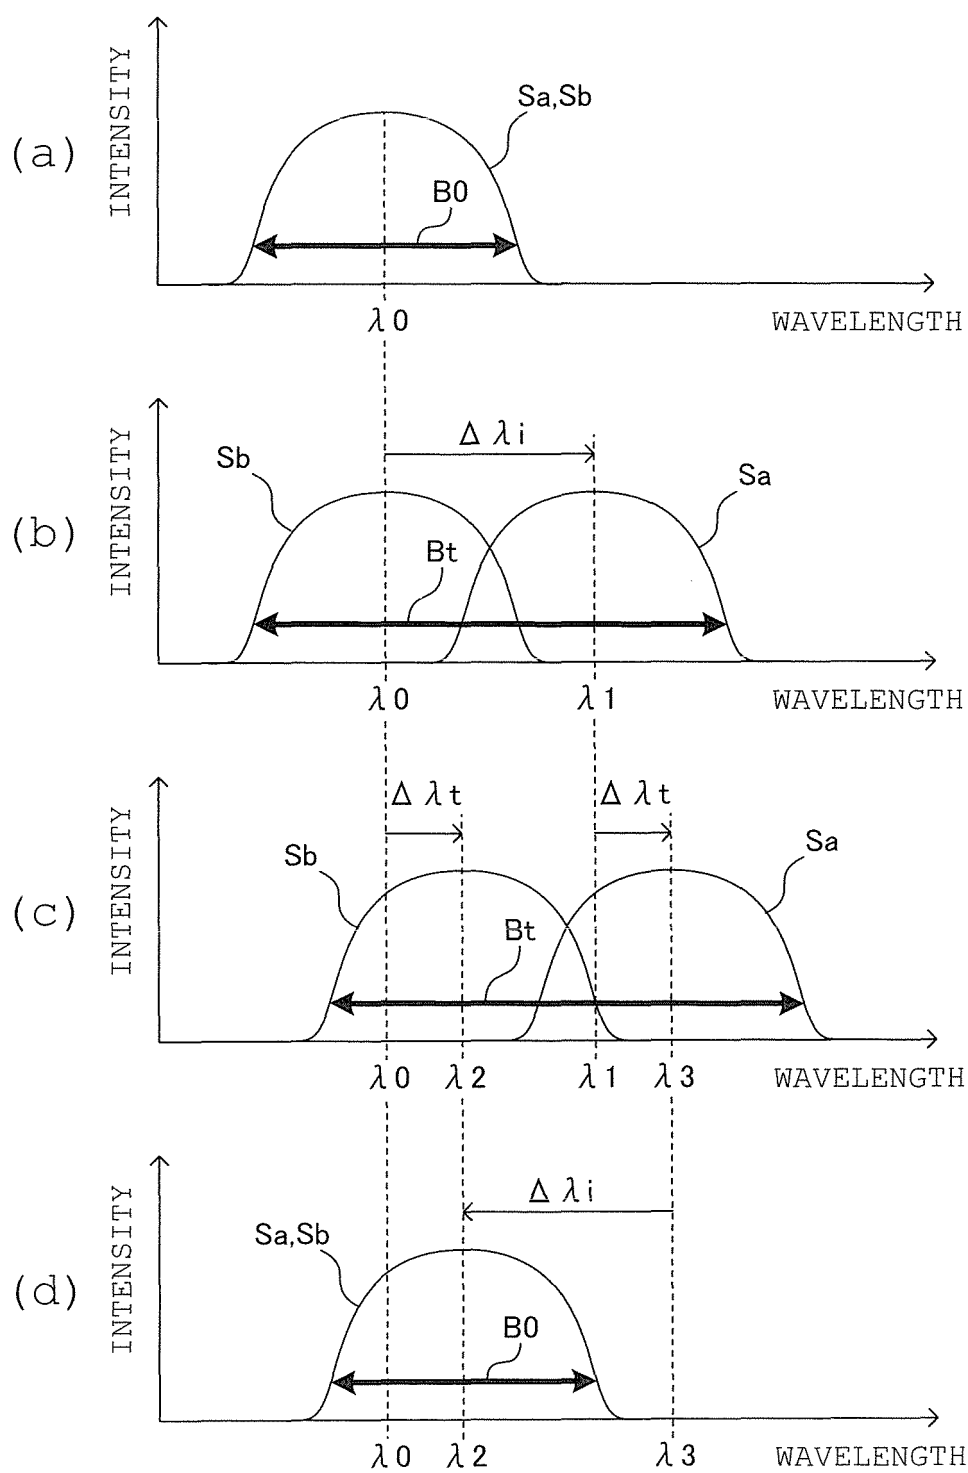 (a)
INTENSITY
Sa,Sb
B0
λ0
WAVELENGTH
(b)
INTENSITY
Δλi
Sb
Sa
Bt
λ0
λ1
WAVELENGTH
(c)
INTENSITY
Δλt
Δλt
Sb
Sa
Bt
λ0
λ2
λ1
λ3
WAVELENGTH
(d)
INTENSITY
Δλi
Sa,Sb
B0
λ0
λ2
λ3
WAVELENGTH